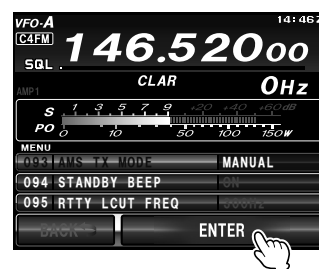 VFO-A 14:46Z
C4FM 146.52000
SQL
CLAR 0Hz
AMP1
S 1 3 5 7 9 +20 +40 +60dB
PO 0 10 50 100 150W
MENU
093 AMS TX MODE MANUAL
094 STANDBY BEEP ON
095 RTTY LCUT FREQ 300Hz
BACK ENTER